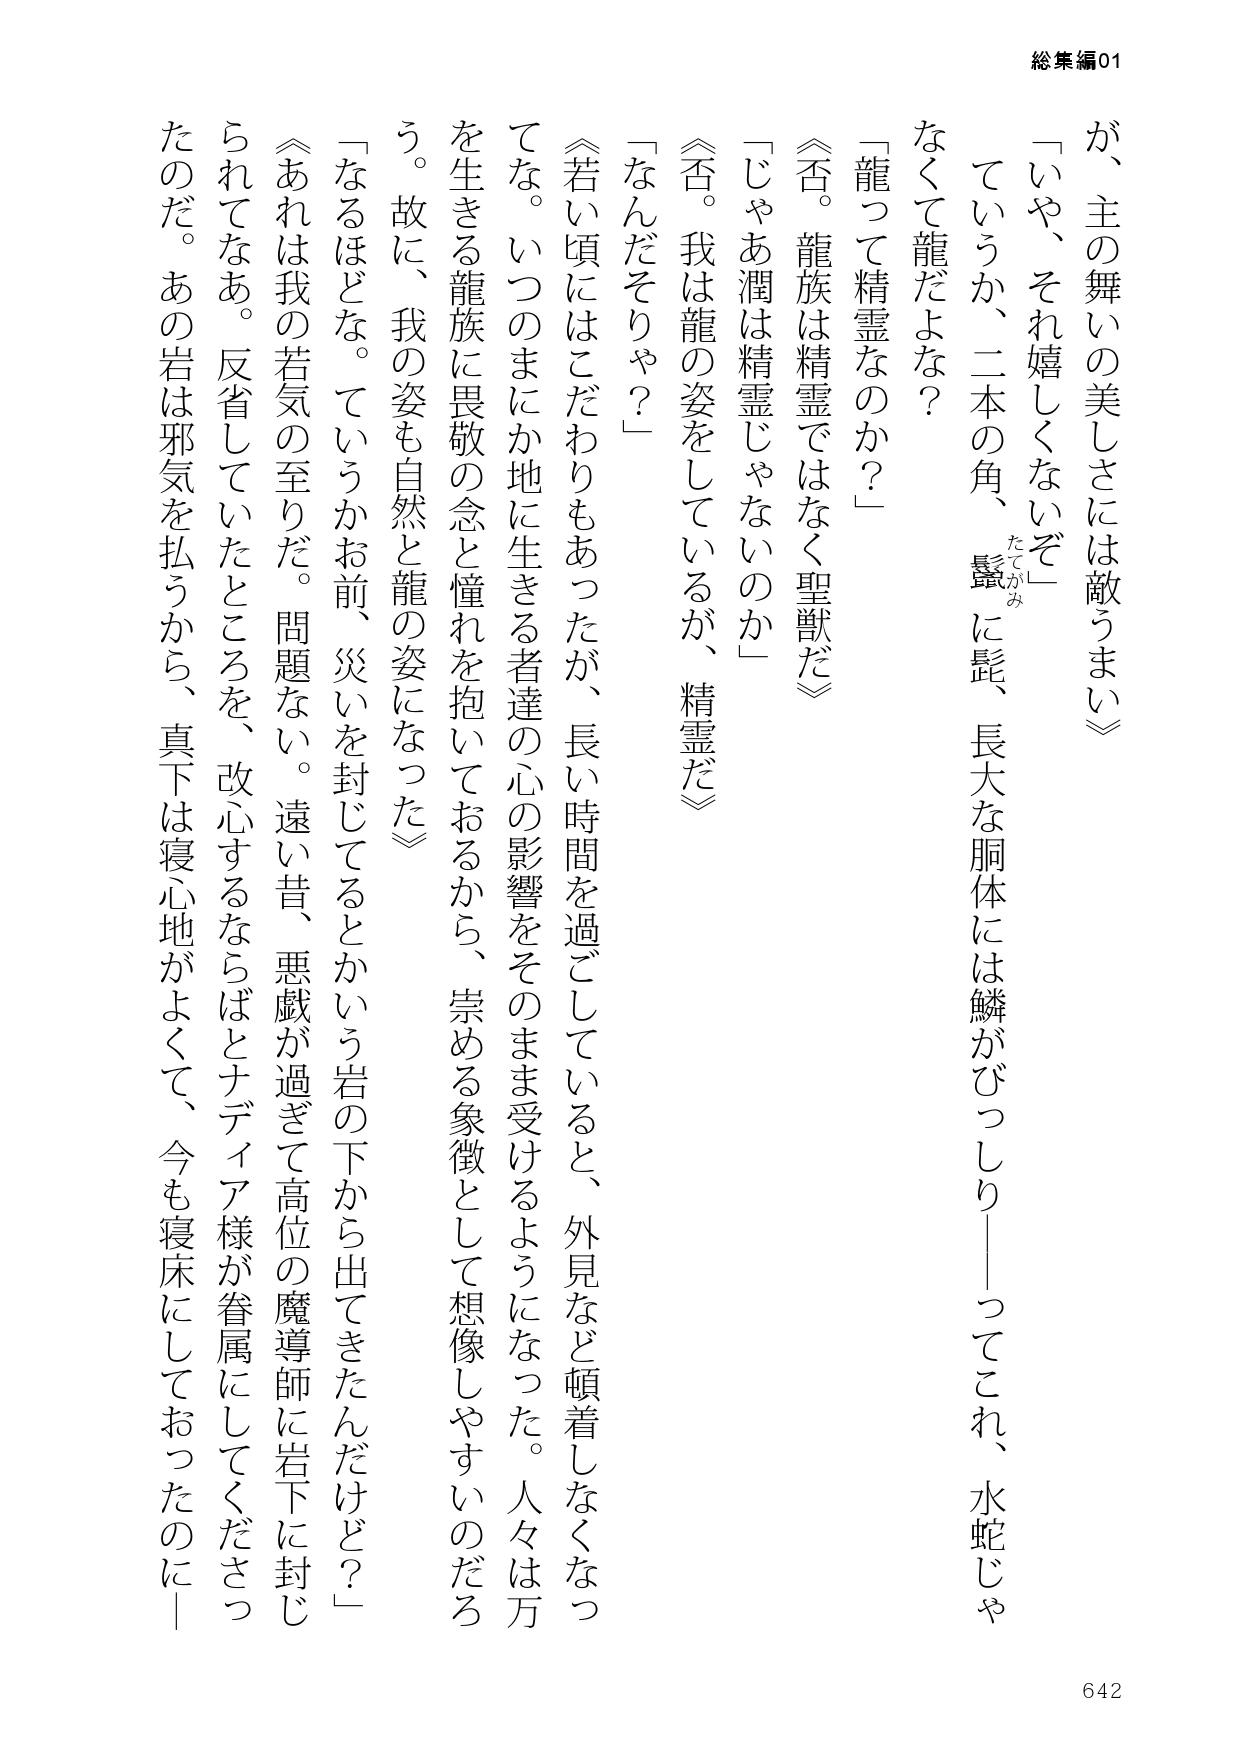 総集編01
が、主の舞いの美しさには敵うまい》
「いや、それ嬉しくないぞ」
ていうか、二本の角、鬣に髭、長大な胴体には鱗がびっしり――ってこれ、水蛇じゃ
たてがみ
なくて龍だよな？
「龍って精霊なのか？」
《否。龍族は精霊ではなく聖獣だ》
「じゃあ潤は精霊じゃないのか」
《否。我は龍の姿をしているが、精霊だ》
「なんだそりゃ？」
《若い頃にはこだわりもあったが、長い時間を過ごしていると、外見など頓着しなくなっ
てな。いつのまにか地に生きる者達の心の影響をそのまま受けるようになった。人々は万
を生きる龍族に畏敬の念と憧れを抱いておるから、崇める象徴として想像しやすいのだろ
う。故に、我の姿も自然と龍の姿になった》
「なるほどな。ていうかお前、災いを封じてるとかいう岩の下から出てきたんだけど？」
《あれは我の若気の至りだ。問題ない。遠い昔、悪戯が過ぎて高位の魔導師に岩下に封じ
られてなあ。反省していたところを、改心するならばとナディア様が眷属にしてくださっ
たのだ。あの岩は邪気を払うから、真下は寝心地がよくて、今も寝床にしておったのに―
642